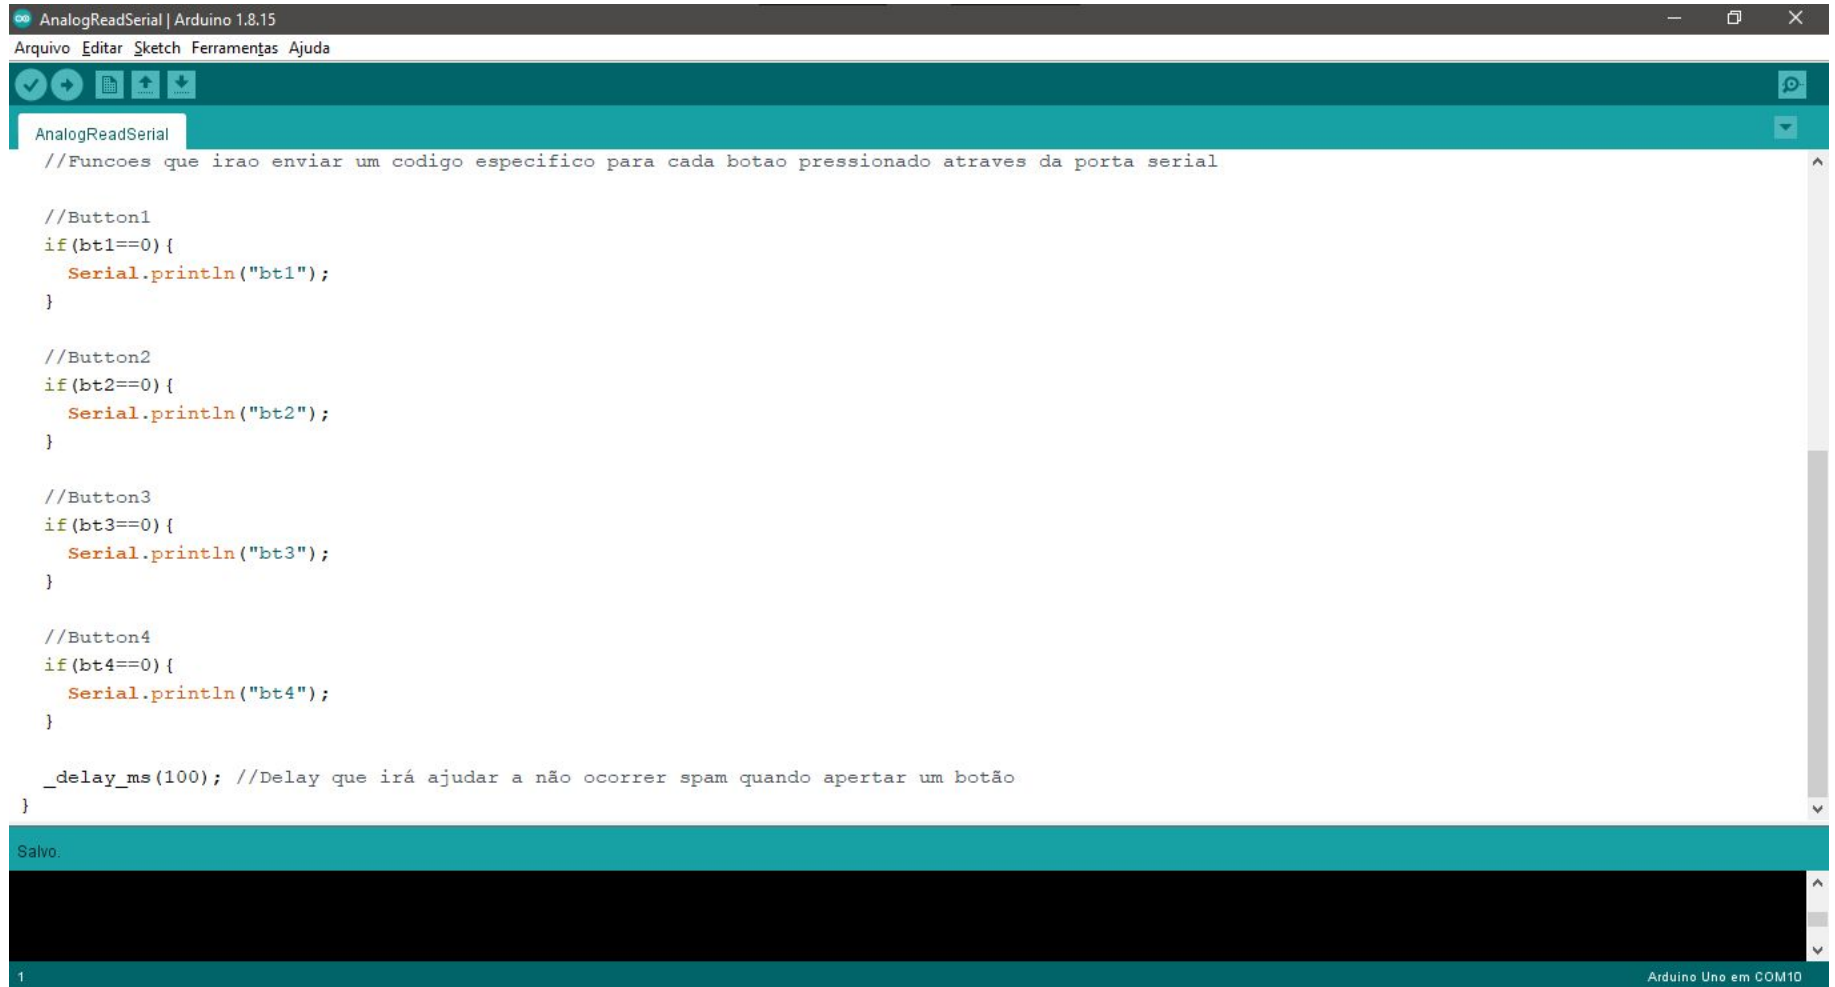 AnalogReadSerial | Arduino 1.8.15
Arquivo Editar Sketch Ferramentas Ajuda
AnalogReadSerial
//Funcoes que irao enviar um codigo especifico para cada botao pressionado atraves da porta serial
//Button1
if(bt1==0){
Serial.println("bt1");
}
//Button2
if(bt2==0){
Serial.println("bt2");
}
//Button3
if(bt3==0){
Serial.println("bt3");
}
//Button4
if(bt4==0){
Serial.println("bt4");
}
_delay_ms(100); //Delay que irá ajudar a não ocorrer spam quando apertar um botão
}
Salvo.
1
Arduino Uno em COM10